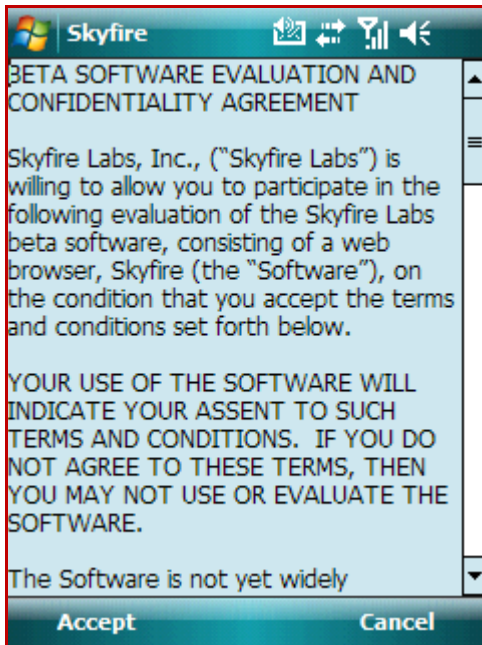 Skyfire
BETA SOFTWARE EVALUATION AND
CONFIDENTIALITY AGREEMENT
Skyfire Labs, Inc., (“Skyfire Labs”) is
willing to allow you to participate in the
following evaluation of the Skyfire Labs
beta software, consisting of a web
browser, Skyfire (the “Software”), on
the condition that you accept the terms
and conditions set forth below.
YOUR USE OF THE SOFTWARE WILL
INDICATE YOUR ASSENT TO SUCH
TERMS AND CONDITIONS.  IF YOU DO
NOT AGREE TO THESE TERMS, THEN
YOU MAY NOT USE OR EVALUATE THE
SOFTWARE.
The Software is not yet widely
Accept Cancel